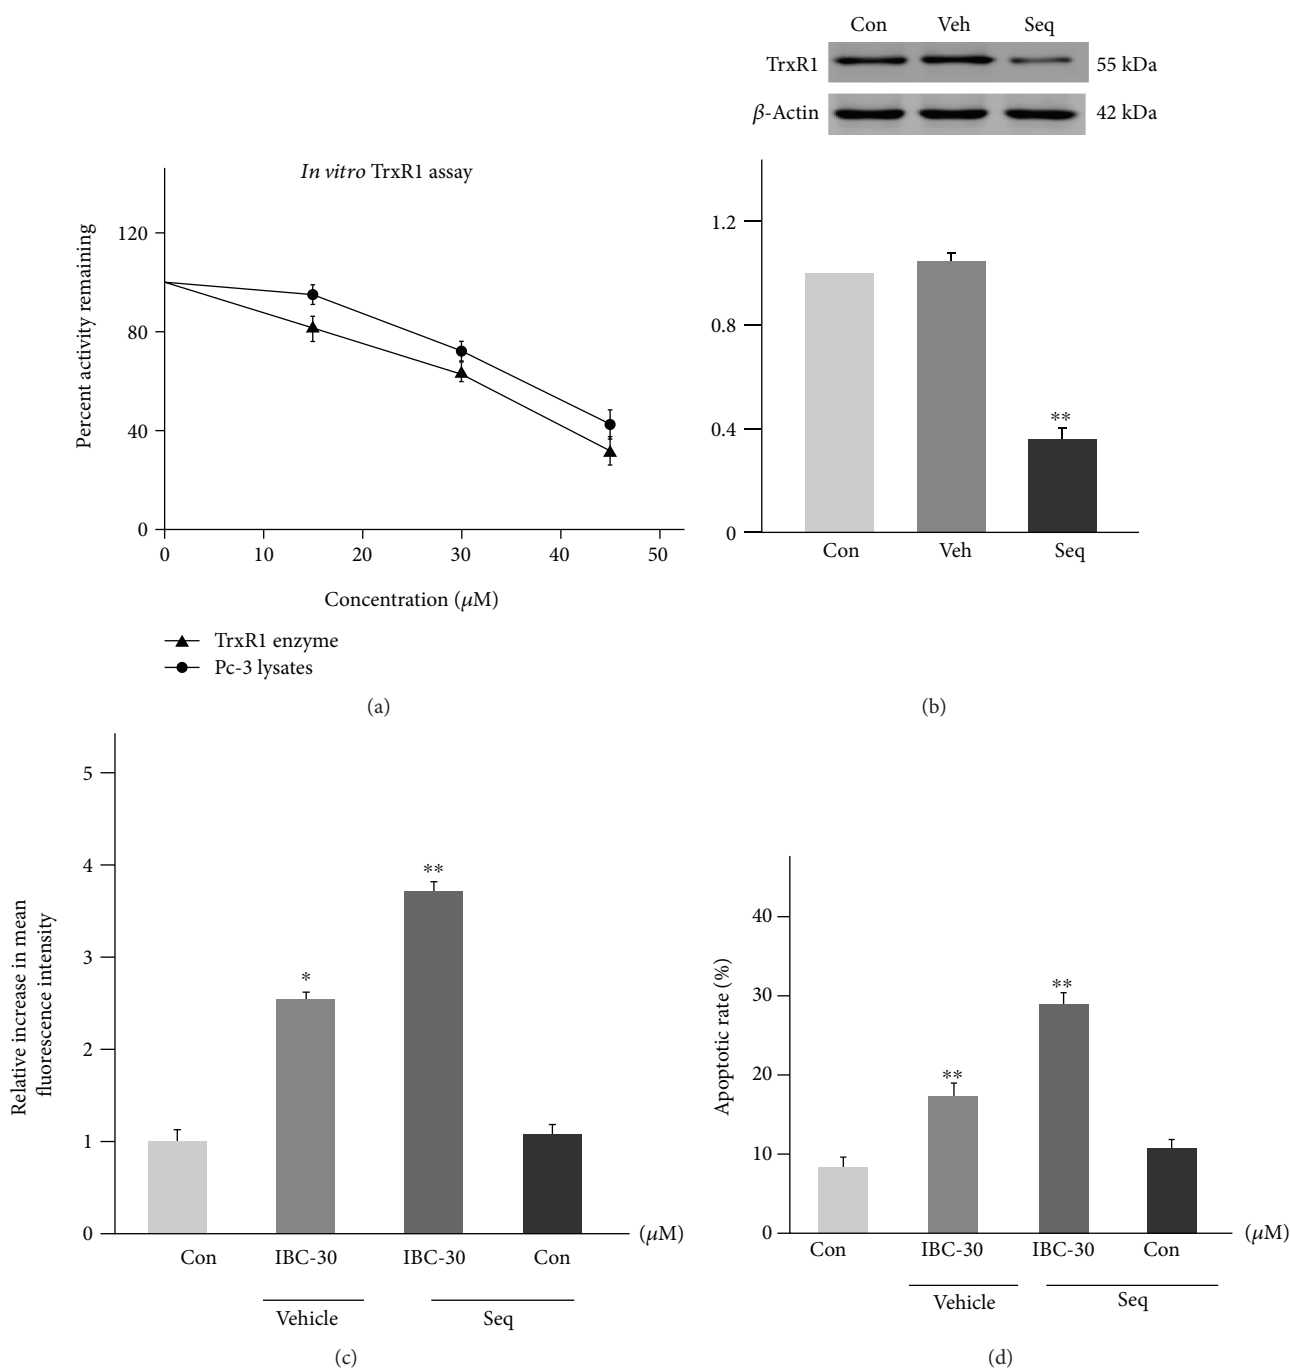 In vitro TrxR1 assay
Percent activity remaining
120
80
40
0
0 10 20 30 40 50
Concentration (μM)
TrxR1 enzyme
Pc-3 lysates
(a)
Con Veh Seq
TrxR1 55 kDa
β-Actin 42 kDa
1.2
0.8
0.4
0
**
Con Veh Seq
(b)
Relative increase in mean
fluorescence intensity
5
4
3
2
1
0
*
**
(μM)
Con IBC-30 IBC-30 Con
Vehicle Seq
(c)
Apoptotic rate (%)
40
30
20
10
0
**
**
(μM)
Con IBC-30 IBC-30 Con
Vehicle Seq
(d)